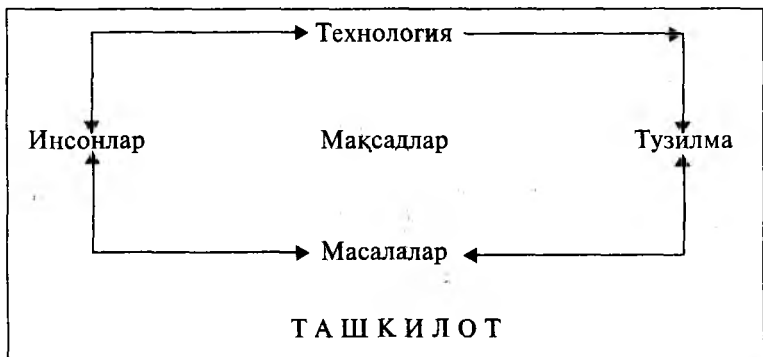 Технология
Инсонлар Мақсадлар Тузилма
Масалалар
ТАШКИЛОТ